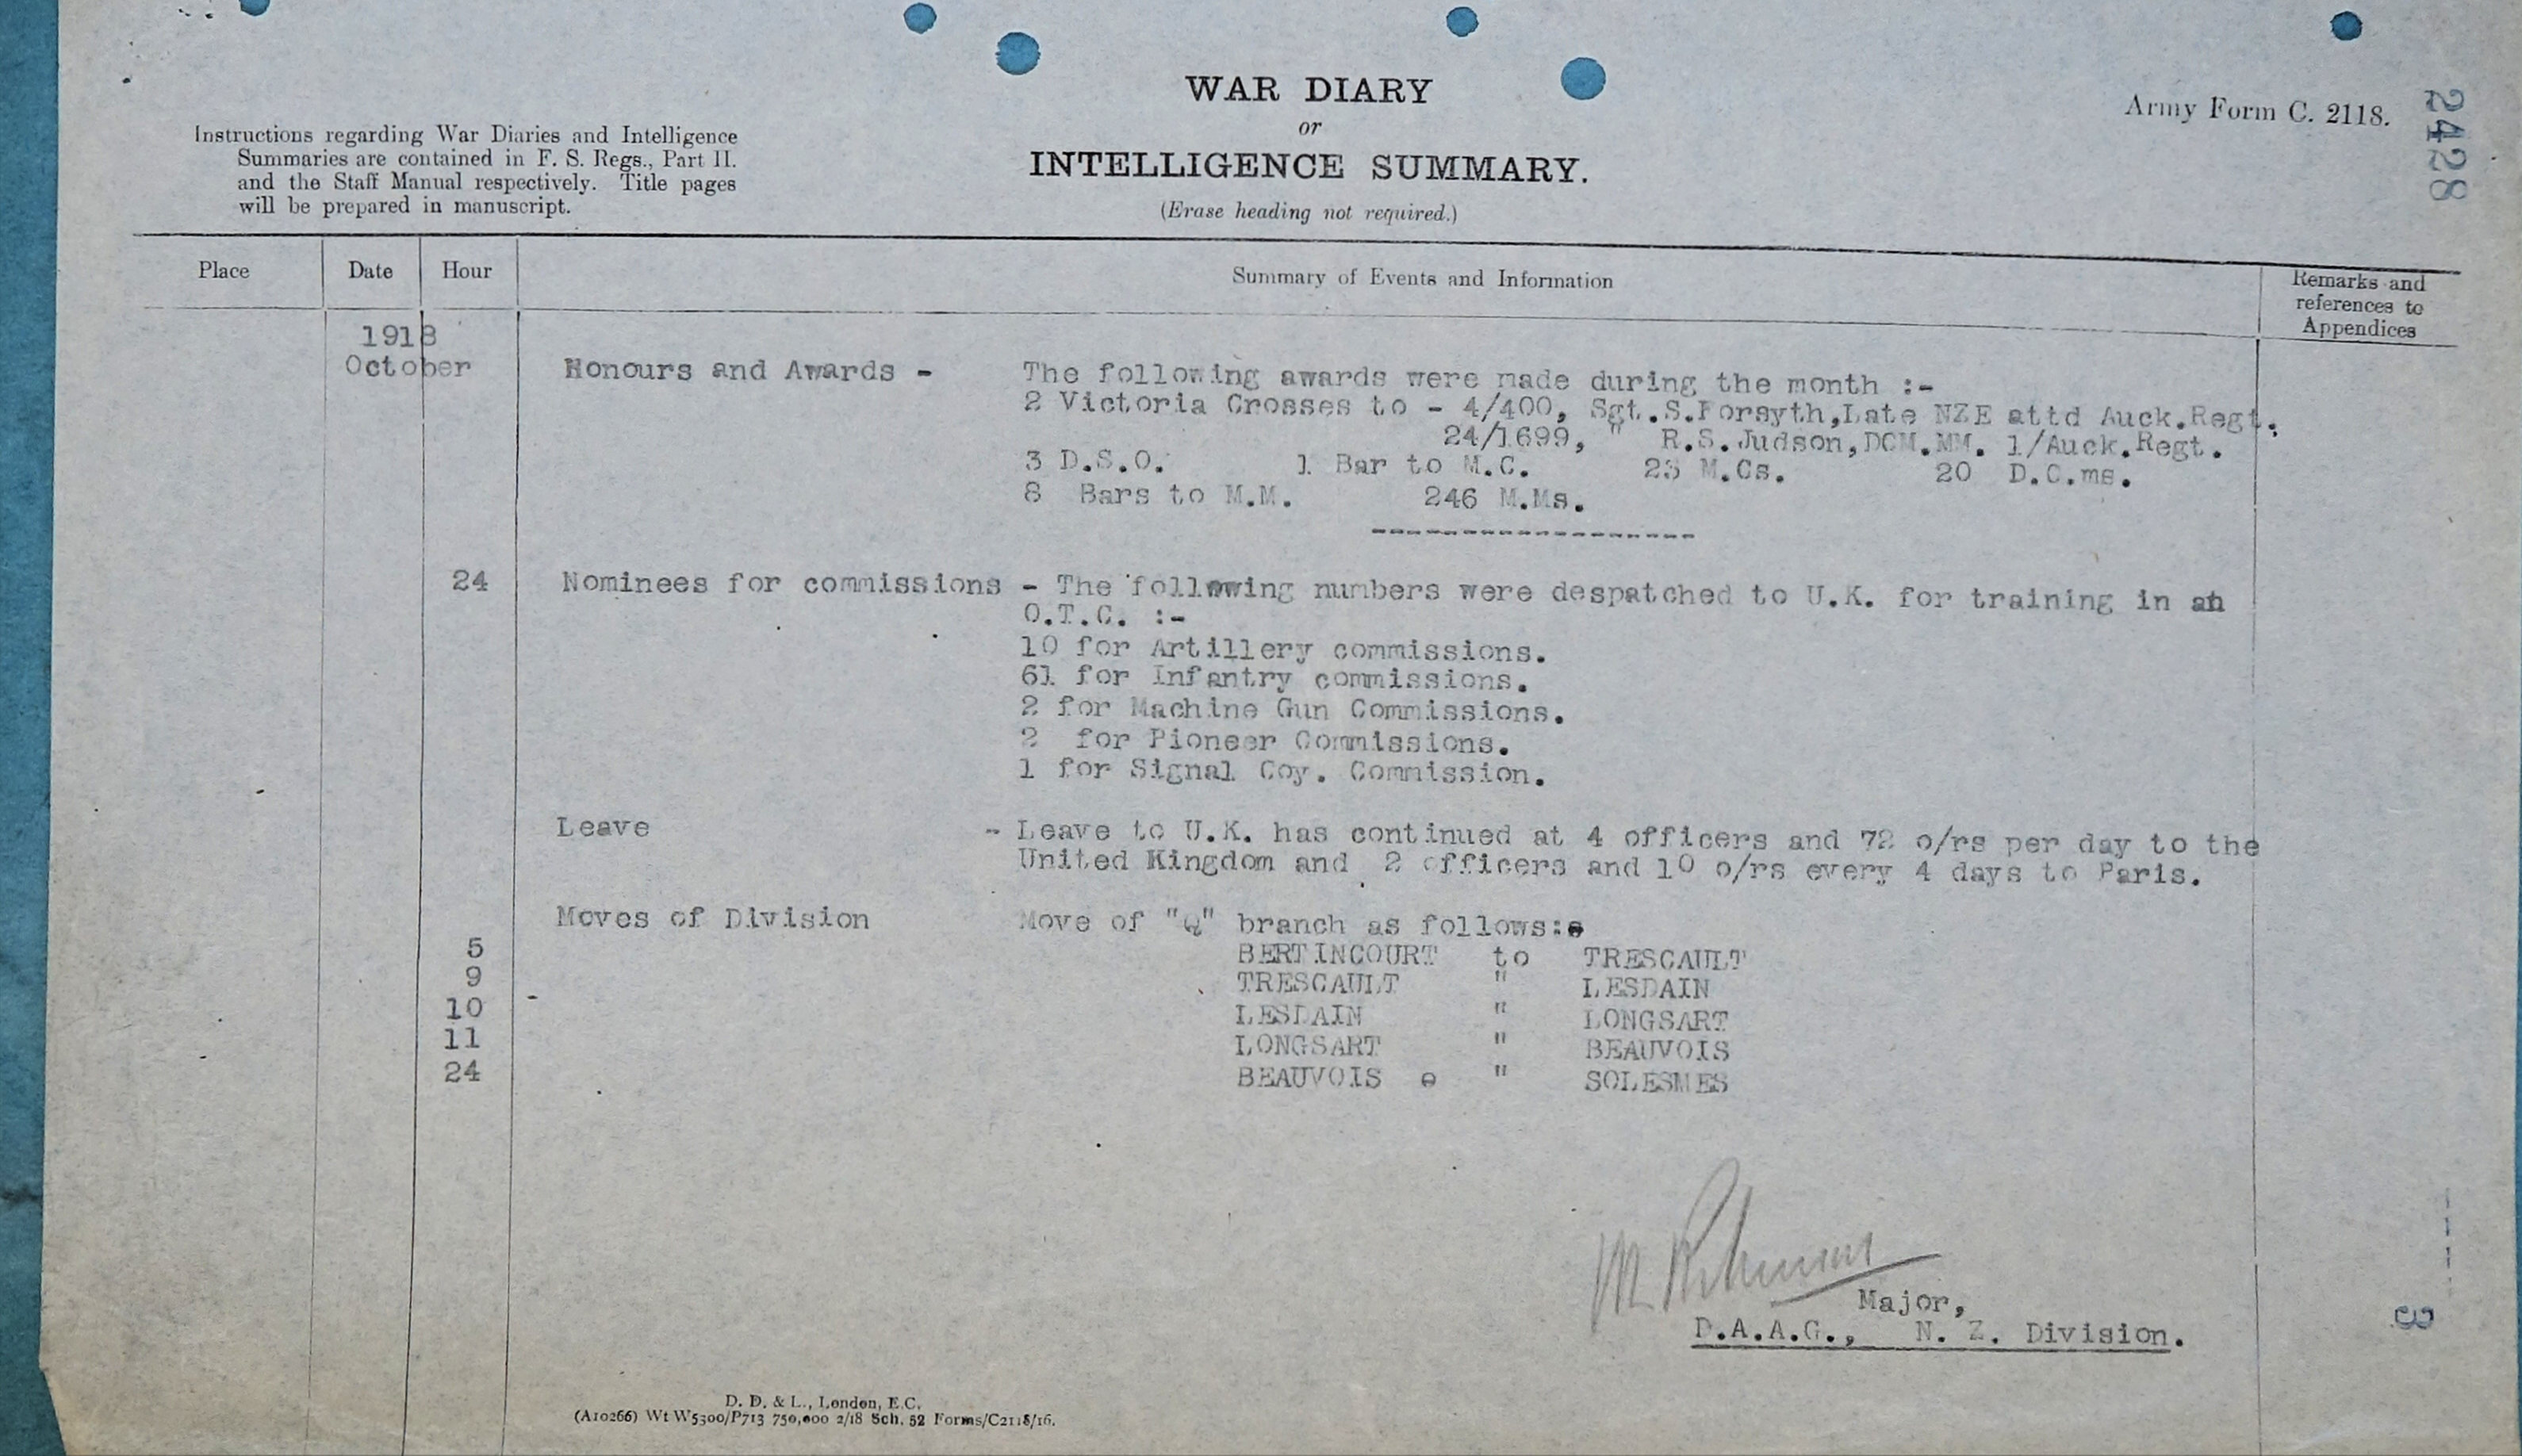 WAR DIARY
or
INTELLIGENCE SUMMARY.
(Erase heading not required.)
Army Form C. 2118.
2428
Instructions regarding War Diaries and Intelligence
Summaries are contained in F. S. Regs., Part II.
and the Staff Manual respectively. Title pages
will be prepared in manuscript.
Place Date Hour Summary of Events and Information Remarks and
references to
Appendices
1918
October Honours and Awards - The following awards were made during the month :-
2 Victoria Crosses to - 4/400, Sgt.S.Forsyth,Late NZE attd Auck.Regt.
24/1699, " R.S.Judson,DCM.MM. 1/Auck.Regt.
3 D.S.O. 1 Bar to M.C. 23 M.Cs. 20 D.C.ms.
8 Bars to M.M. 246 M.Ms.
------------------
24 Nominees for commissions - The following numbers were despatched to U.K. for training in an
O.T.C. :-
10 for Artillery commissions.
61 for Infantry commissions.
2 for Machine Gun Commissions.
2 for Pioneer Commissions.
1 for Signal Coy. Commission.
Leave - Leave to U.K. has continued at 4 officers and 72 o/rs per day to the
United Kingdom and 2 officers and 10 o/rs every 4 days to Paris.
Moves of Division Move of "Q" branch as follows:
5 BERTINCOURT to TRESCAULT
9 TRESCAULT " LESDAIN
10 LESDAIN " LONGSART
11 LONGSART " BEAUVOIS
24 BEAUVOIS " SOLESMES
Major,
D.A.A.G., N. Z. Division.
3
D. D. & L., London, E.C.
(A10266) Wt W5300/P713 750,000 2/18 Sch. 52 Forms/C2118/16.